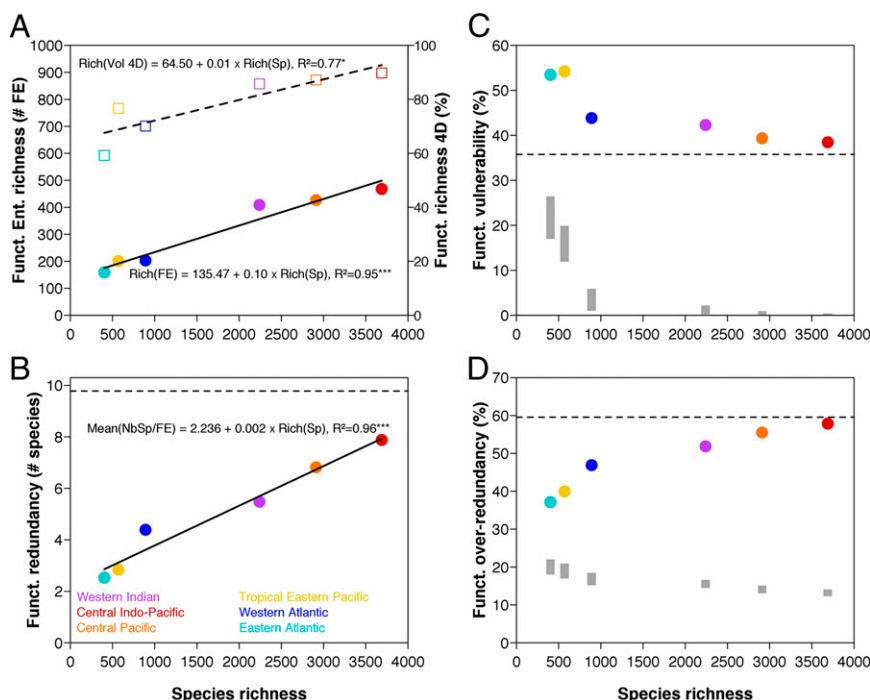 A
C
1000
900
800
700
600
500
400
300
200
100
0
Funct. Ent. richness (# FE)
Rich(Vol 4D) = 64.50 + 0.01 x Rich(Sp), R²=0.77*
Rich(FE) = 135.47 + 0.10 x Rich(Sp), R²=0.95***
100
80
60
40
20
0
Funct. richness 4D (%)
0 500 1000 1500 2000 2500 3000 3500 4000
60
50
40
30
20
10
0
Funct. vulnerability (%)
0 500 1000 1500 2000 2500 3000 3500 4000
B
D
10
8
6
4
2
0
Funct. redundancy (# species)
Mean(NbSp/FE) = 2.236 + 0.002 x Rich(Sp), R²=0.96***
Western Indian
Central Indo-Pacific
Central Pacific
Tropical Eastern Pacific
Western Atlantic
Eastern Atlantic
0 500 1000 1500 2000 2500 3000 3500 4000
Species richness
70
60
50
40
30
20
10
0
Funct. over-redundancy (%)
0 500 1000 1500 2000 2500 3000 3500 4000
Species richness